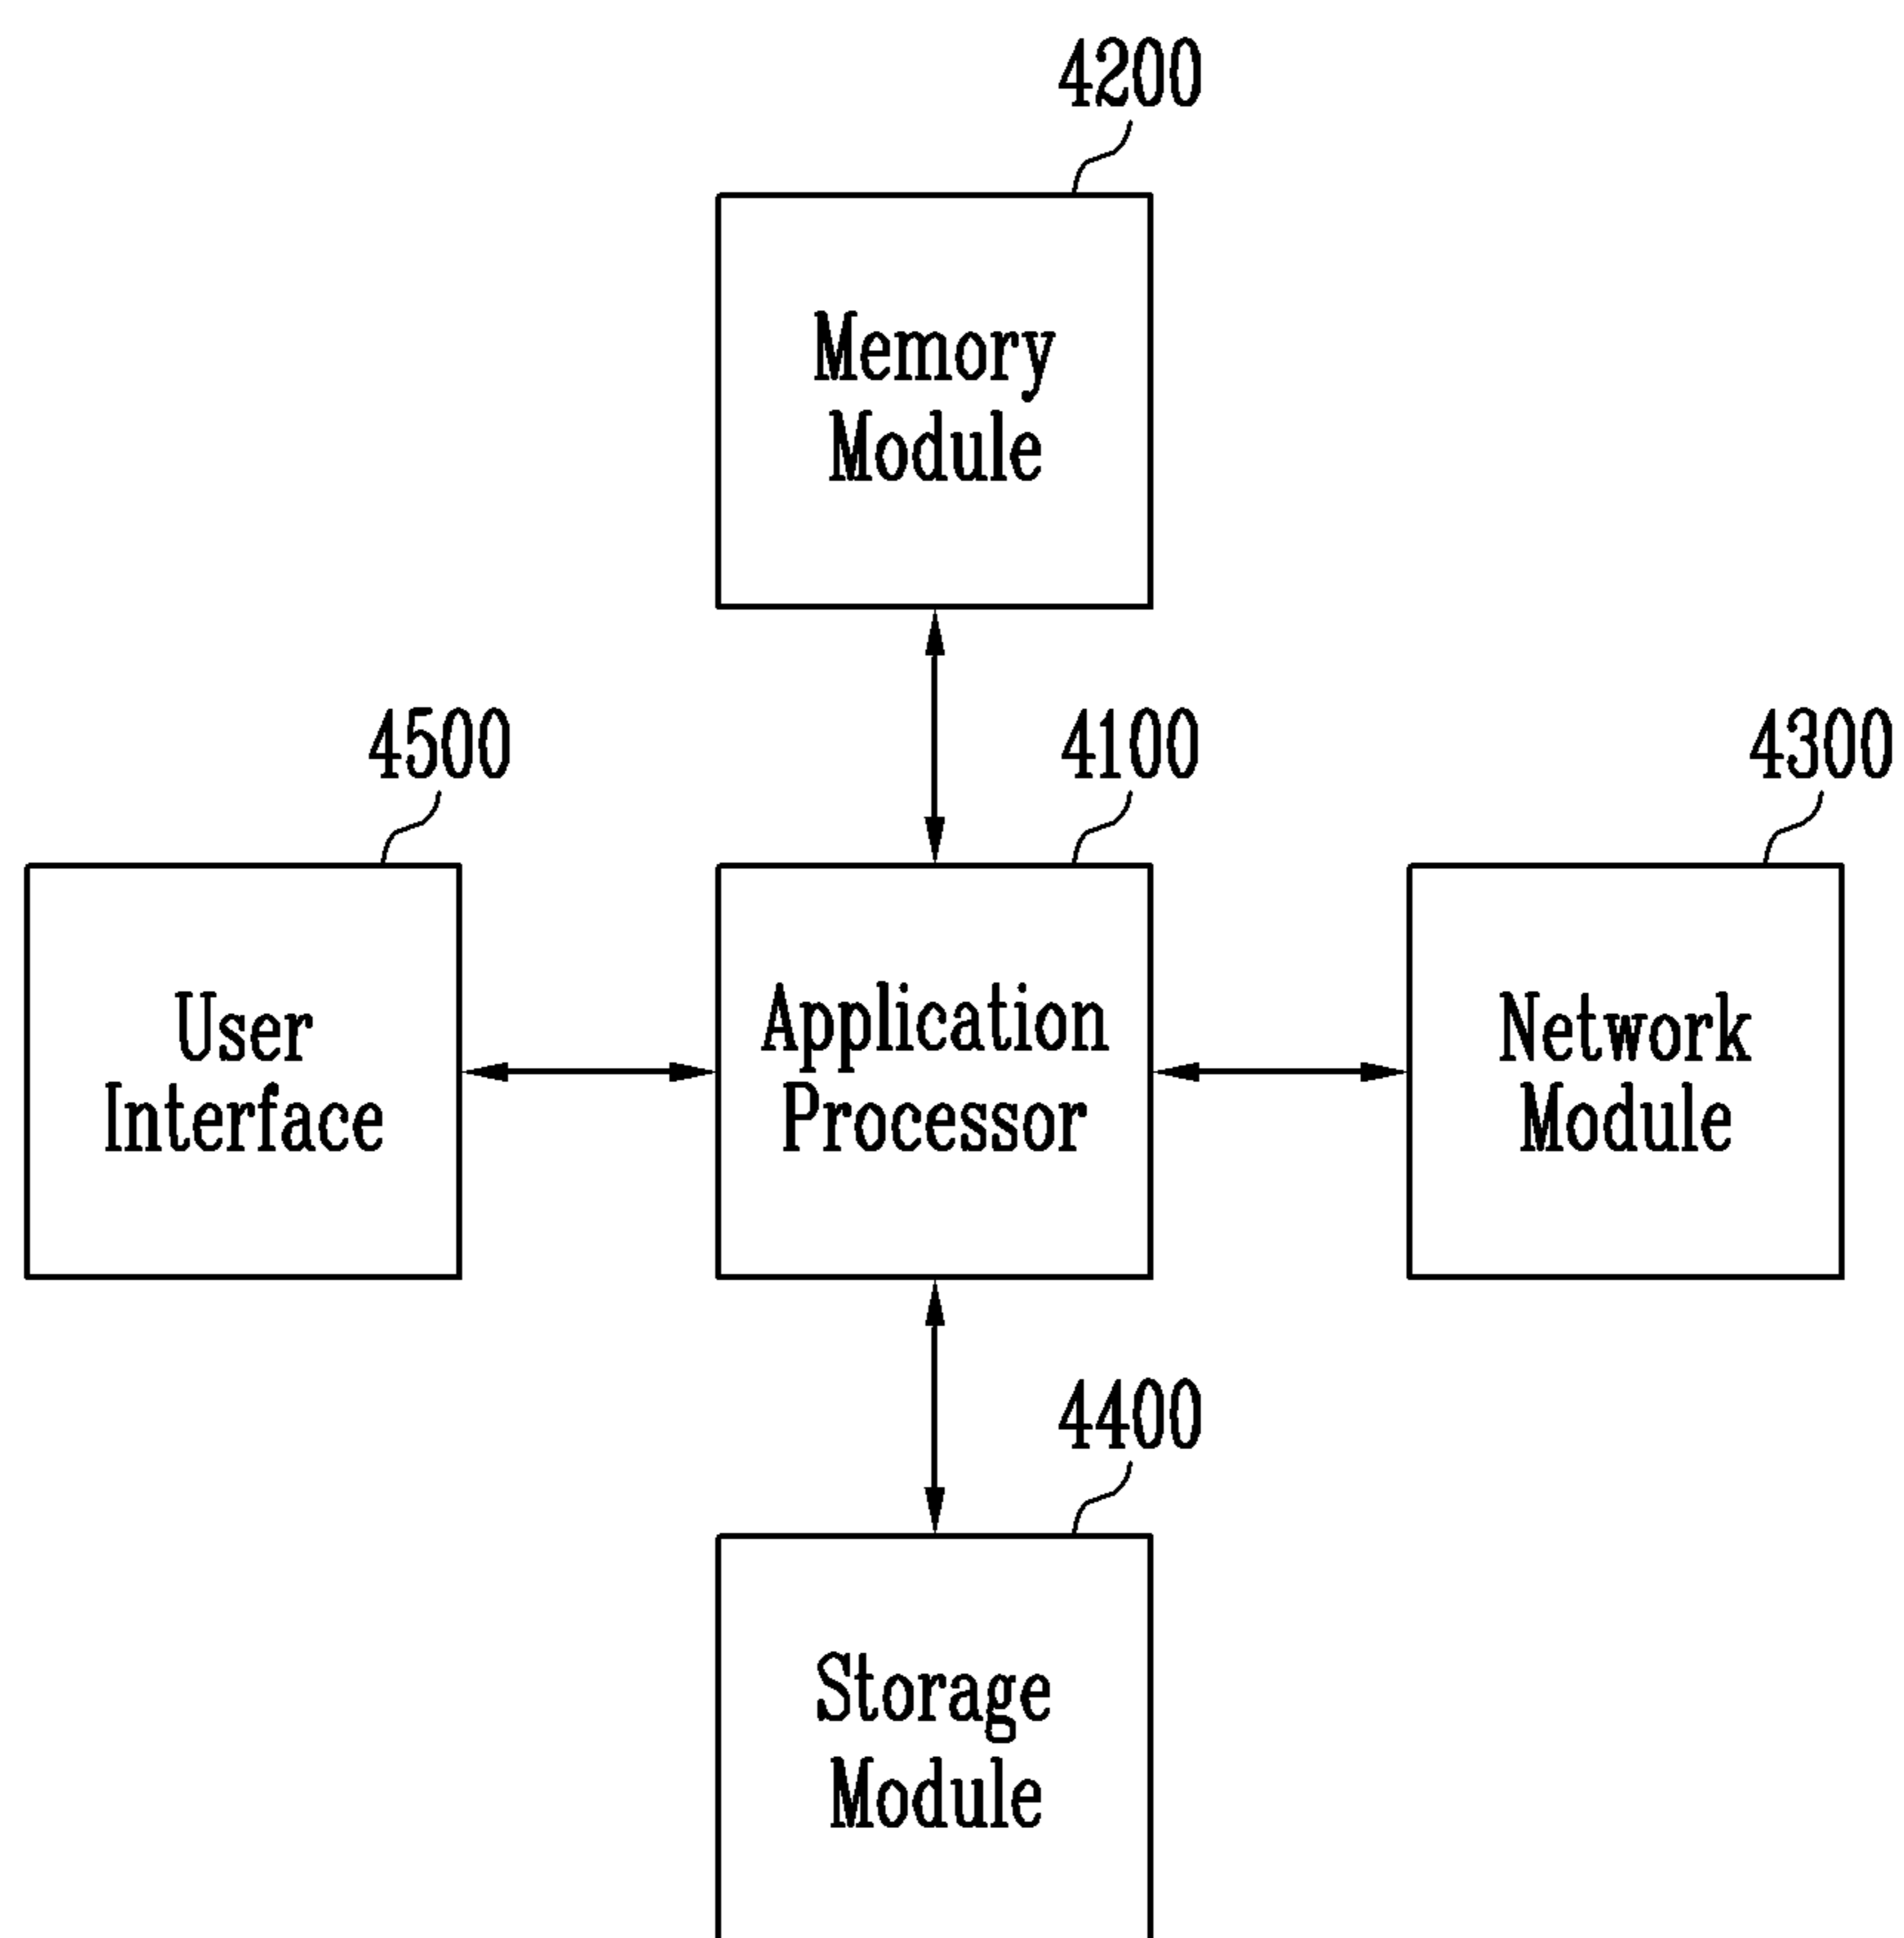 4200
Memory
Module
4500
4100
4300
User
Interface
Application
Processor
Network
Module
4400
Storage
Module